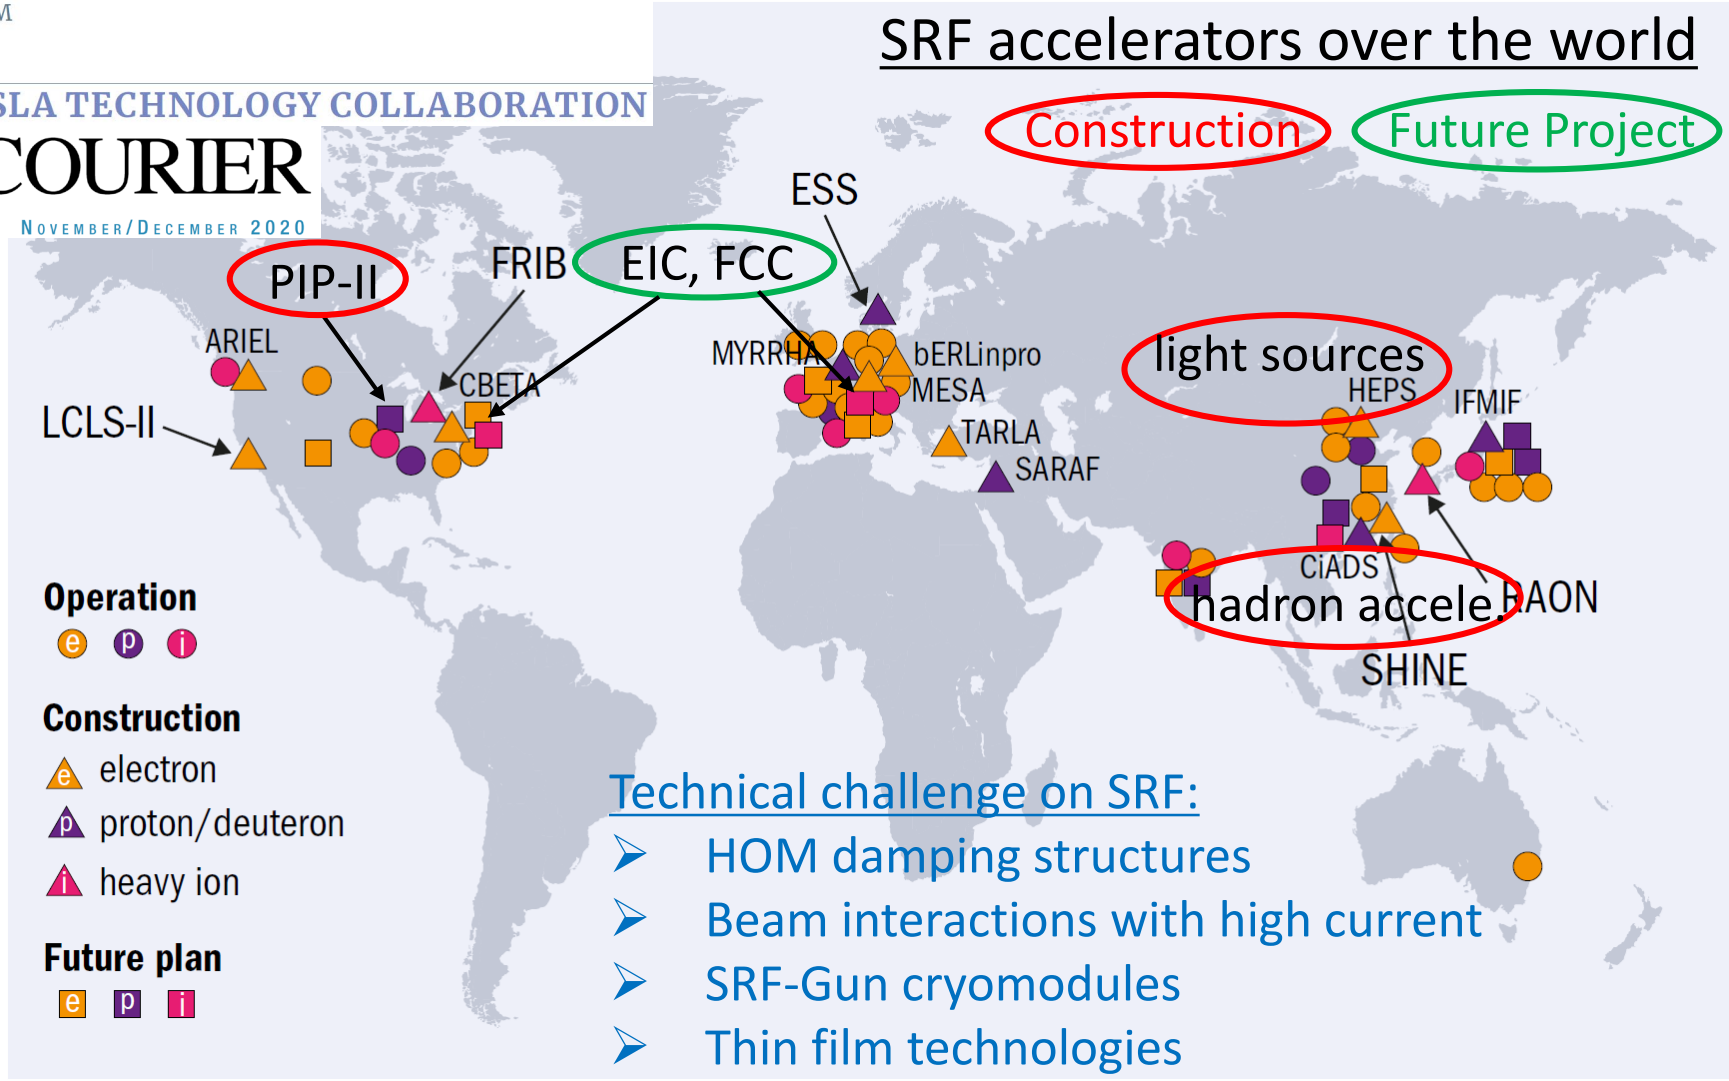 SRF accelerators over the world
SLA TECHNOLOGY COLLABORATION
COURIER
NOVEMBER/DECEMBER 2020
Construction
Future Project
ESS
PIP-II
FRIB
EIC, FCC
ARIEL
CBETA
LCLS-II
MYRRHA
bERLinpro
MESA
TARLA
SARAF
light sources
HEPS
IFMIF
CiADS
hadron accele.
RAON
SHINE
Operation
e p i
Construction
e electron
p proton/deuteron
i heavy ion
Future plan
e p i
Technical challenge on SRF:
➢ HOM damping structures
➢ Beam interactions with high current
➢ SRF-Gun cryomodules
➢ Thin film technologies